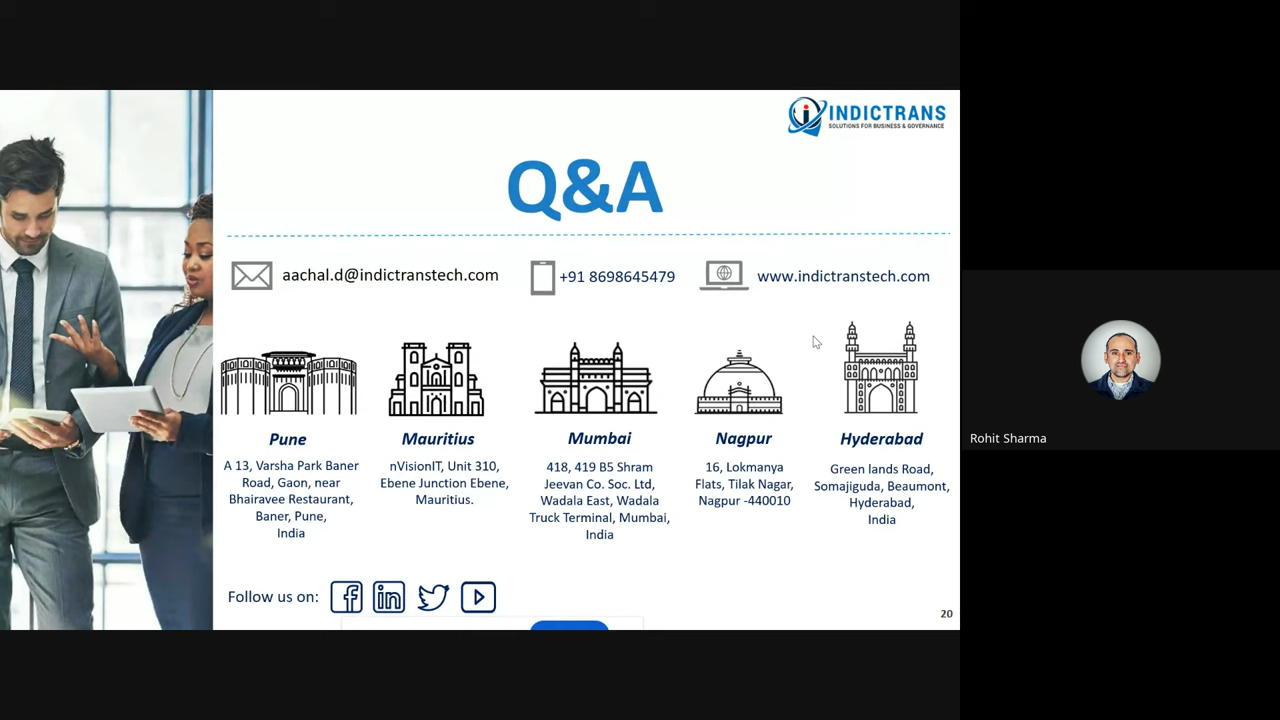 INDICTRANS
SOLUTIONS FOR BUSINESS & GOVERNANCE
Q&A
aachal.d@indictranstech.com
+91 8698645479
www.indictranstech.com
Pune
A 13, Varsha Park Baner
Road, Gaon, near
Bhairavee Restaurant,
Baner, Pune,
India
Mauritius
nVisionIT, Unit 310,
Ebene Junction Ebene,
Mauritius.
Mumbai
418, 419 B5 Shram
Jeevan Co. Soc. Ltd,
Wadala East, Wadala
Truck Terminal, Mumbai,
India
Nagpur
16, Lokmanya
Flats, Tilak Nagar,
Nagpur -440010
Hyderabad
Green lands Road,
Somajiguda, Beaumont,
Hyderabad,
India
Follow us on:
20
Rohit Sharma